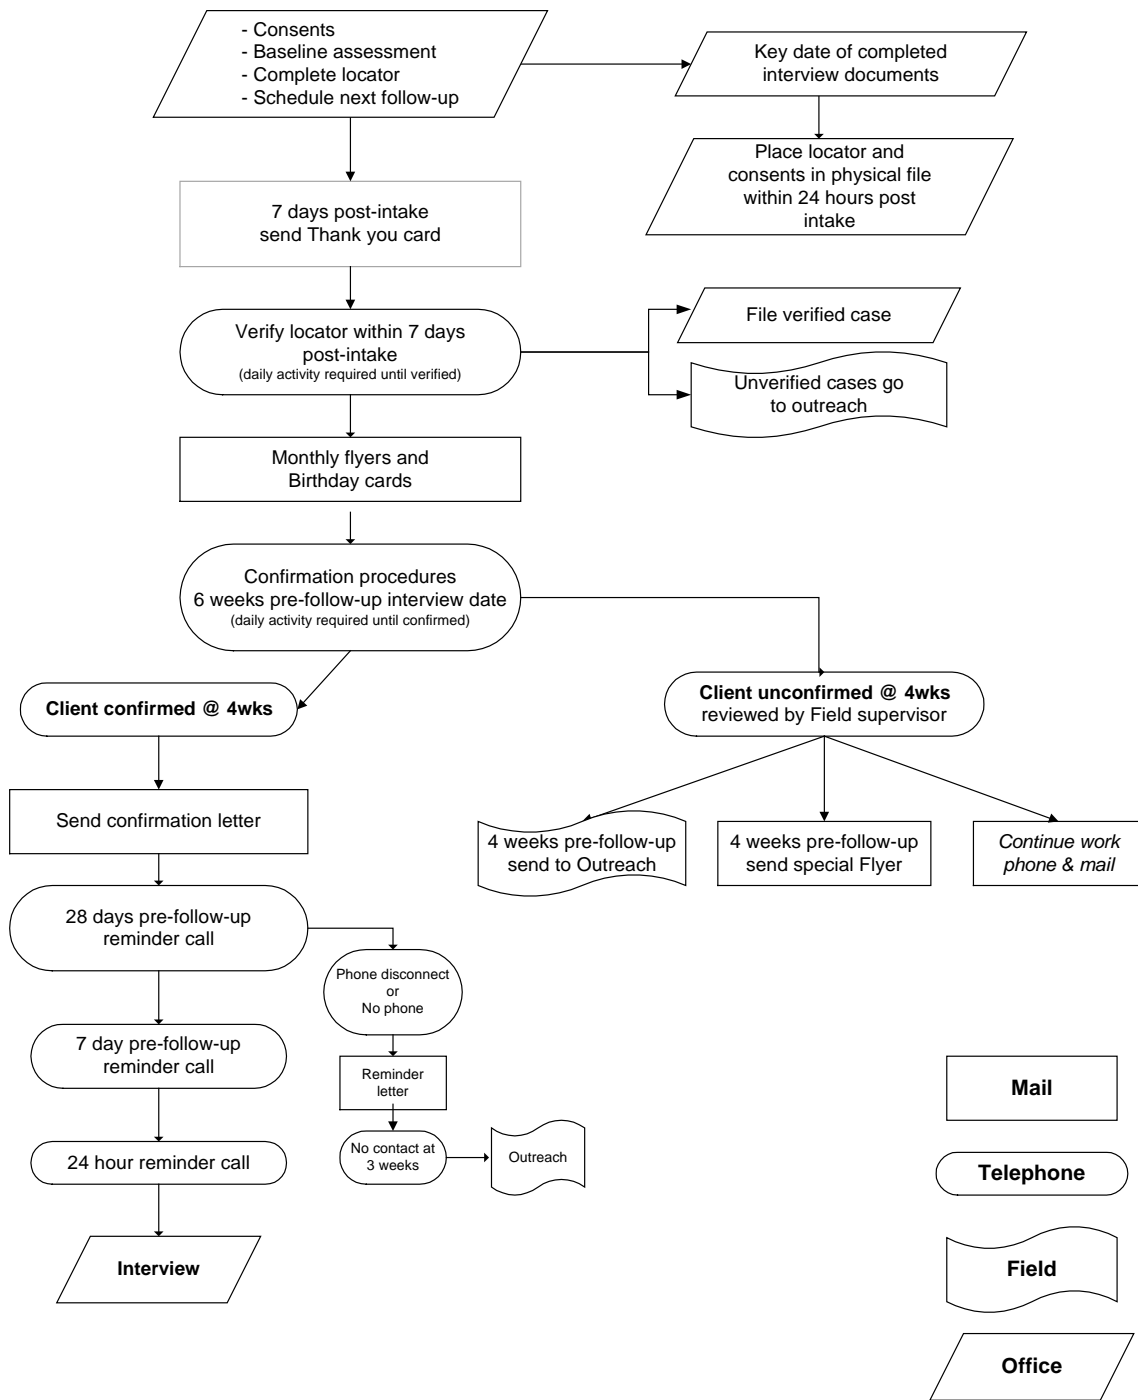 - Consents
- Baseline assessment
- Complete locator
- Schedule next follow-up
Key date of completed
interview documents
Place locator and
consents in physical file
within 24 hours post
intake
7 days post-intake
send Thank you card
Verify locator within 7 days
post-intake
(daily activity required until verified)
File verified case
Unverified cases go
to outreach
Monthly flyers and
Birthday cards
Confirmation procedures
6 weeks pre-follow-up interview date
(daily activity required until confirmed)
Client confirmed @ 4wks
Client unconfirmed @ 4wks
reviewed by Field supervisor
Send confirmation letter
4 weeks pre-follow-up
send to Outreach
4 weeks pre-follow-up
send special Flyer
Continue work
phone & mail
28 days pre-follow-up
reminder call
Phone disconnect
or
No phone
7 day pre-follow-up
reminder call
Reminder
letter
No contact at
3 weeks
Outreach
24 hour reminder call
Interview
Mail
Telephone
Field
Office